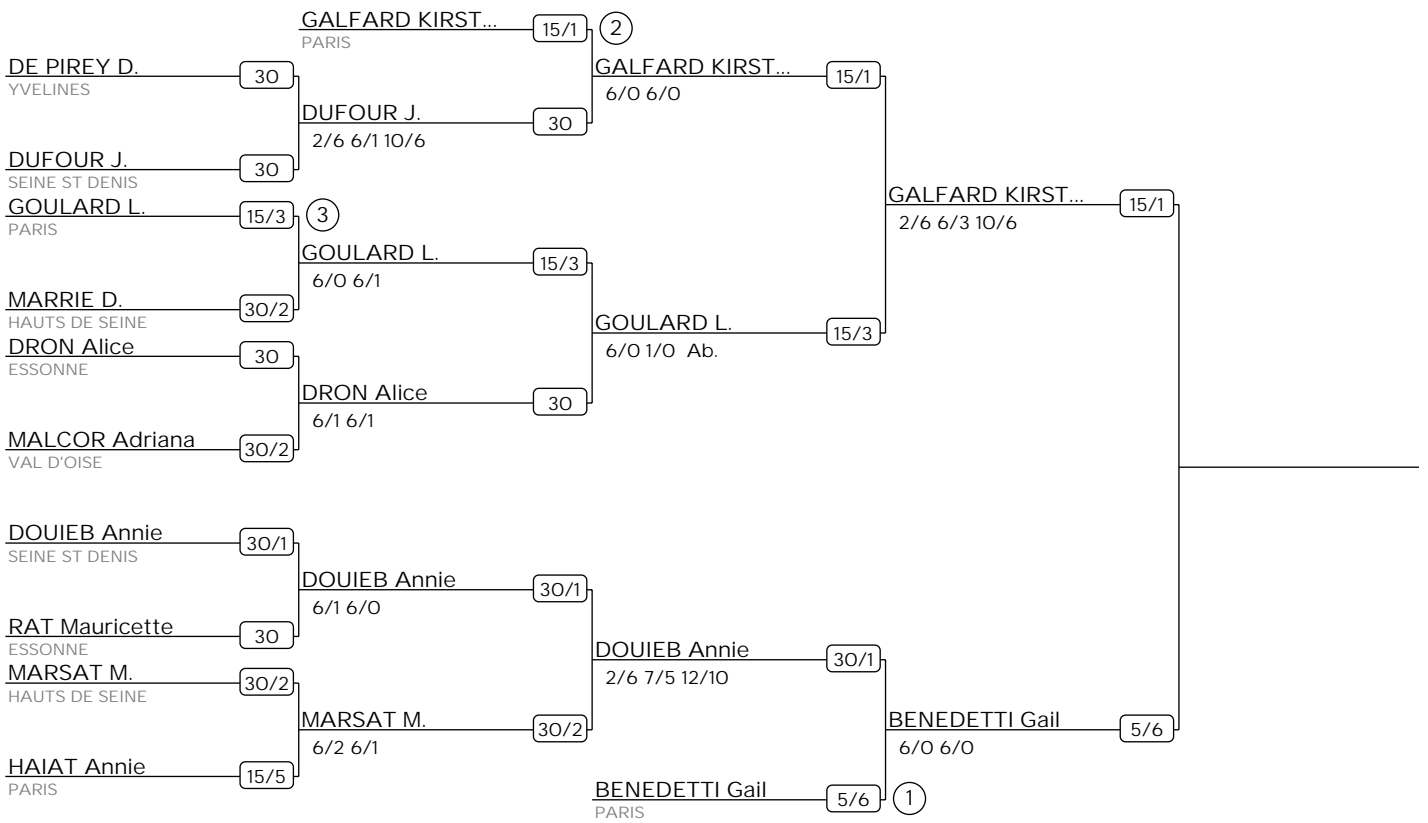 GALFARD KIRST...
15/1
2
PARIS
DE PIREY D.
30
YVELINES
GALFARD KIRST...
15/1
6/0 6/0
DUFOUR J.
30
2/6 6/1 10/6
DUFOUR J.
30
SEINE ST DENIS
GOULARD L.
15/3
3
PARIS
GALFARD KIRST...
15/1
2/6 6/3 10/6
GOULARD L.
15/3
6/0 6/1
MARRIE D.
30/2
HAUTS DE SEINE
GOULARD L.
15/3
6/0 1/0 Ab.
DRON Alice
30
ESSONNE
DRON Alice
30
6/1 6/1
MALCOR Adriana
30/2
VAL D'OISE
DOUIEB Annie
30/1
SEINE ST DENIS
DOUIEB Annie
30/1
6/1 6/0
RAT Mauricette
30
ESSONNE
DOUIEB Annie
30/1
2/6 7/5 12/10
MARSAT M.
30/2
HAUTS DE SEINE
MARSAT M.
30/2
6/2 6/1
BENEDETTI Gail
5/6
6/0 6/0
HAIAT Annie
15/5
PARIS
BENEDETTI Gail
5/6
1
PARIS